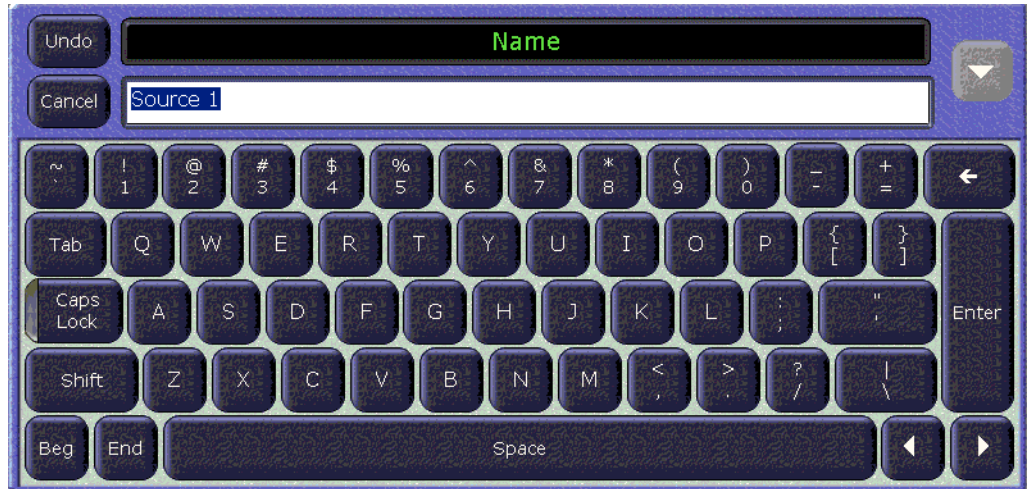 Undo Name
Cancel Source 1
~ ! @ # $ % ^ & * ( ) _ +
` 1 2 3 4 5 6 7 8 9 0 - =
Tab Q W E R T Y U I O P { }
[ ]
Caps Lock A S D F G H J K L : "
; '
Enter
Shift Z X C V B N M < > ? |
, . / \
Beg End Space